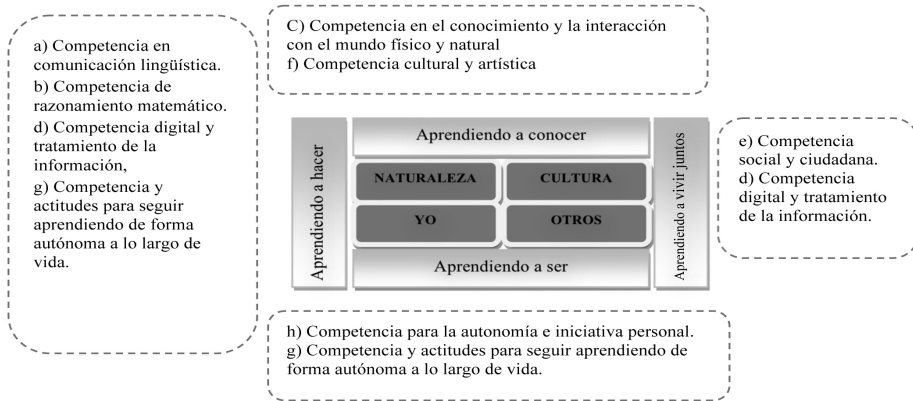 a) Competencia en
comunicación lingüística.
b) Competencia de
razonamiento matemático.
d) Competencia digital y
tratamiento de la
información,
g) Competencia y
actitudes para seguir
aprendiendo de forma
autónoma a lo largo de
vida.
C) Competencia en el conocimiento y la interacción
con el mundo físico y natural
f) Competencia cultural y artística
Aprendiendo a hacer
Aprendiendo a conocer
NATURALEZA
CULTURA
YO
OTROS
Aprendiendo a ser
Aprendiendo a vivir juntos
e) Competencia
social y ciudadana.
d) Competencia
digital y tratamiento
de la información.
h) Competencia para la autonomía e iniciativa personal.
g) Competencia y actitudes para seguir aprendiendo de
forma autónoma a lo largo de vida.